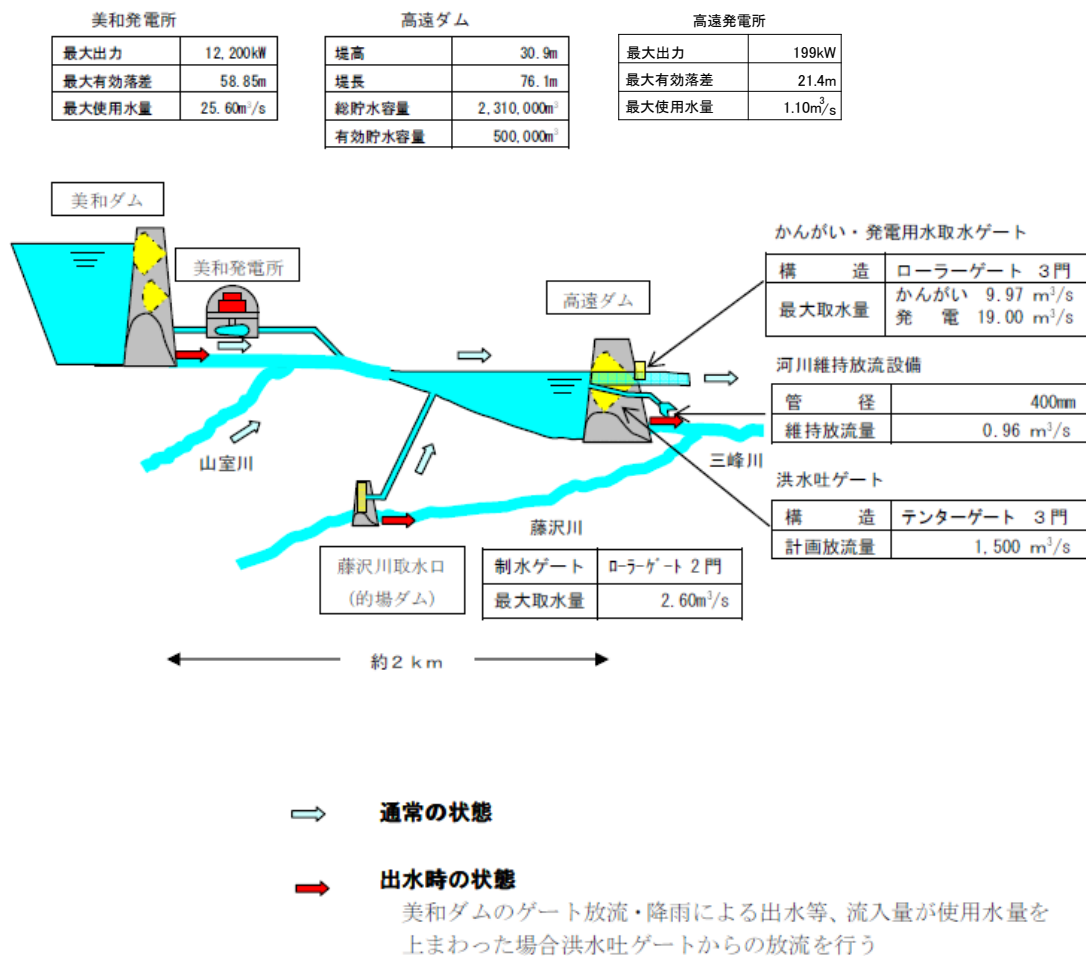 美和発電所
最大出力 12,200kW
最大有効落差 58.85m
最大使用水量 25.60m³/s
高遠ダム
堤高 30.9m
堤長 76.1m
総貯水容量 2,310,000m³
有効貯水容量 500,000m³
高遠発電所
最大出力 199kW
最大有効落差 21.4m
最大使用水量 1.10m³/s
美和ダム
美和発電所
高遠ダム
かんがい・発電用水取水ゲート
構 造 ローラーゲート 3門
最大取水量 かんがい 9.97 m³/s
発 電 19.00 m³/s
河川維持放流設備
管 径 400mm
維持放流量 0.96 m³/s
洪水吐ゲート
構 造 テンターゲート 3門
計画放流量 1,500 m³/s
山室川
三峰川
藤沢川
藤沢川取水口
(的場ダム)
制水ゲート ﾛｰﾗｰｹﾞｰﾄ 2門
最大取水量 2.60m³/s
約2km
通常の状態
出水時の状態
美和ダムのゲート放流・降雨による出水等、流入量が使用水量を
上まわった場合洪水吐ゲートからの放流を行う